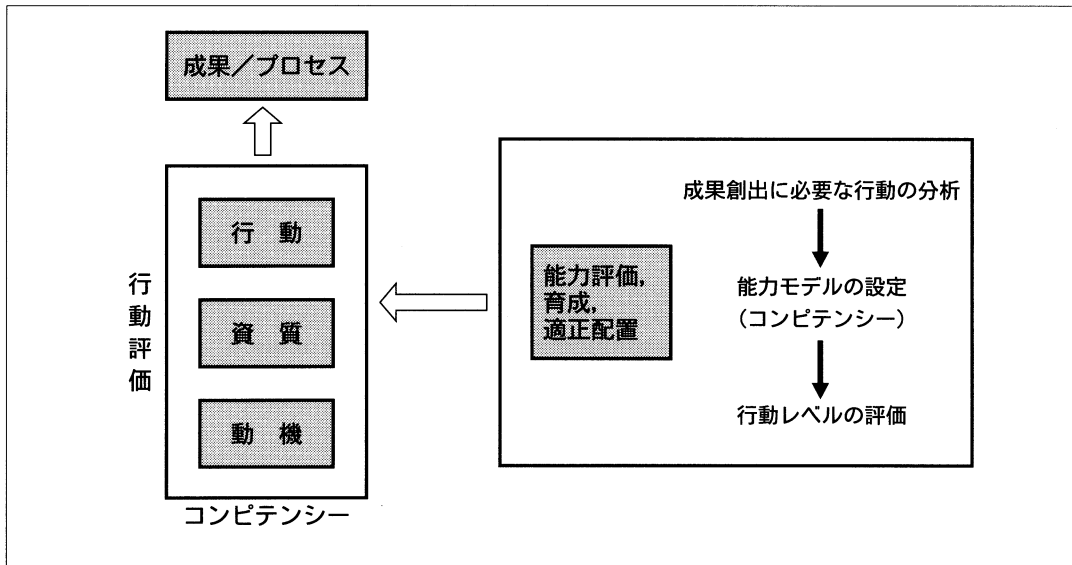 成果／プロセス
行動評価
行　動
資　質
動　機
コンピテンシー
能力評価，
育成，
適正配置
成果創出に必要な行動の分析
能力モデルの設定
（コンピテンシー）
行動レベルの評価